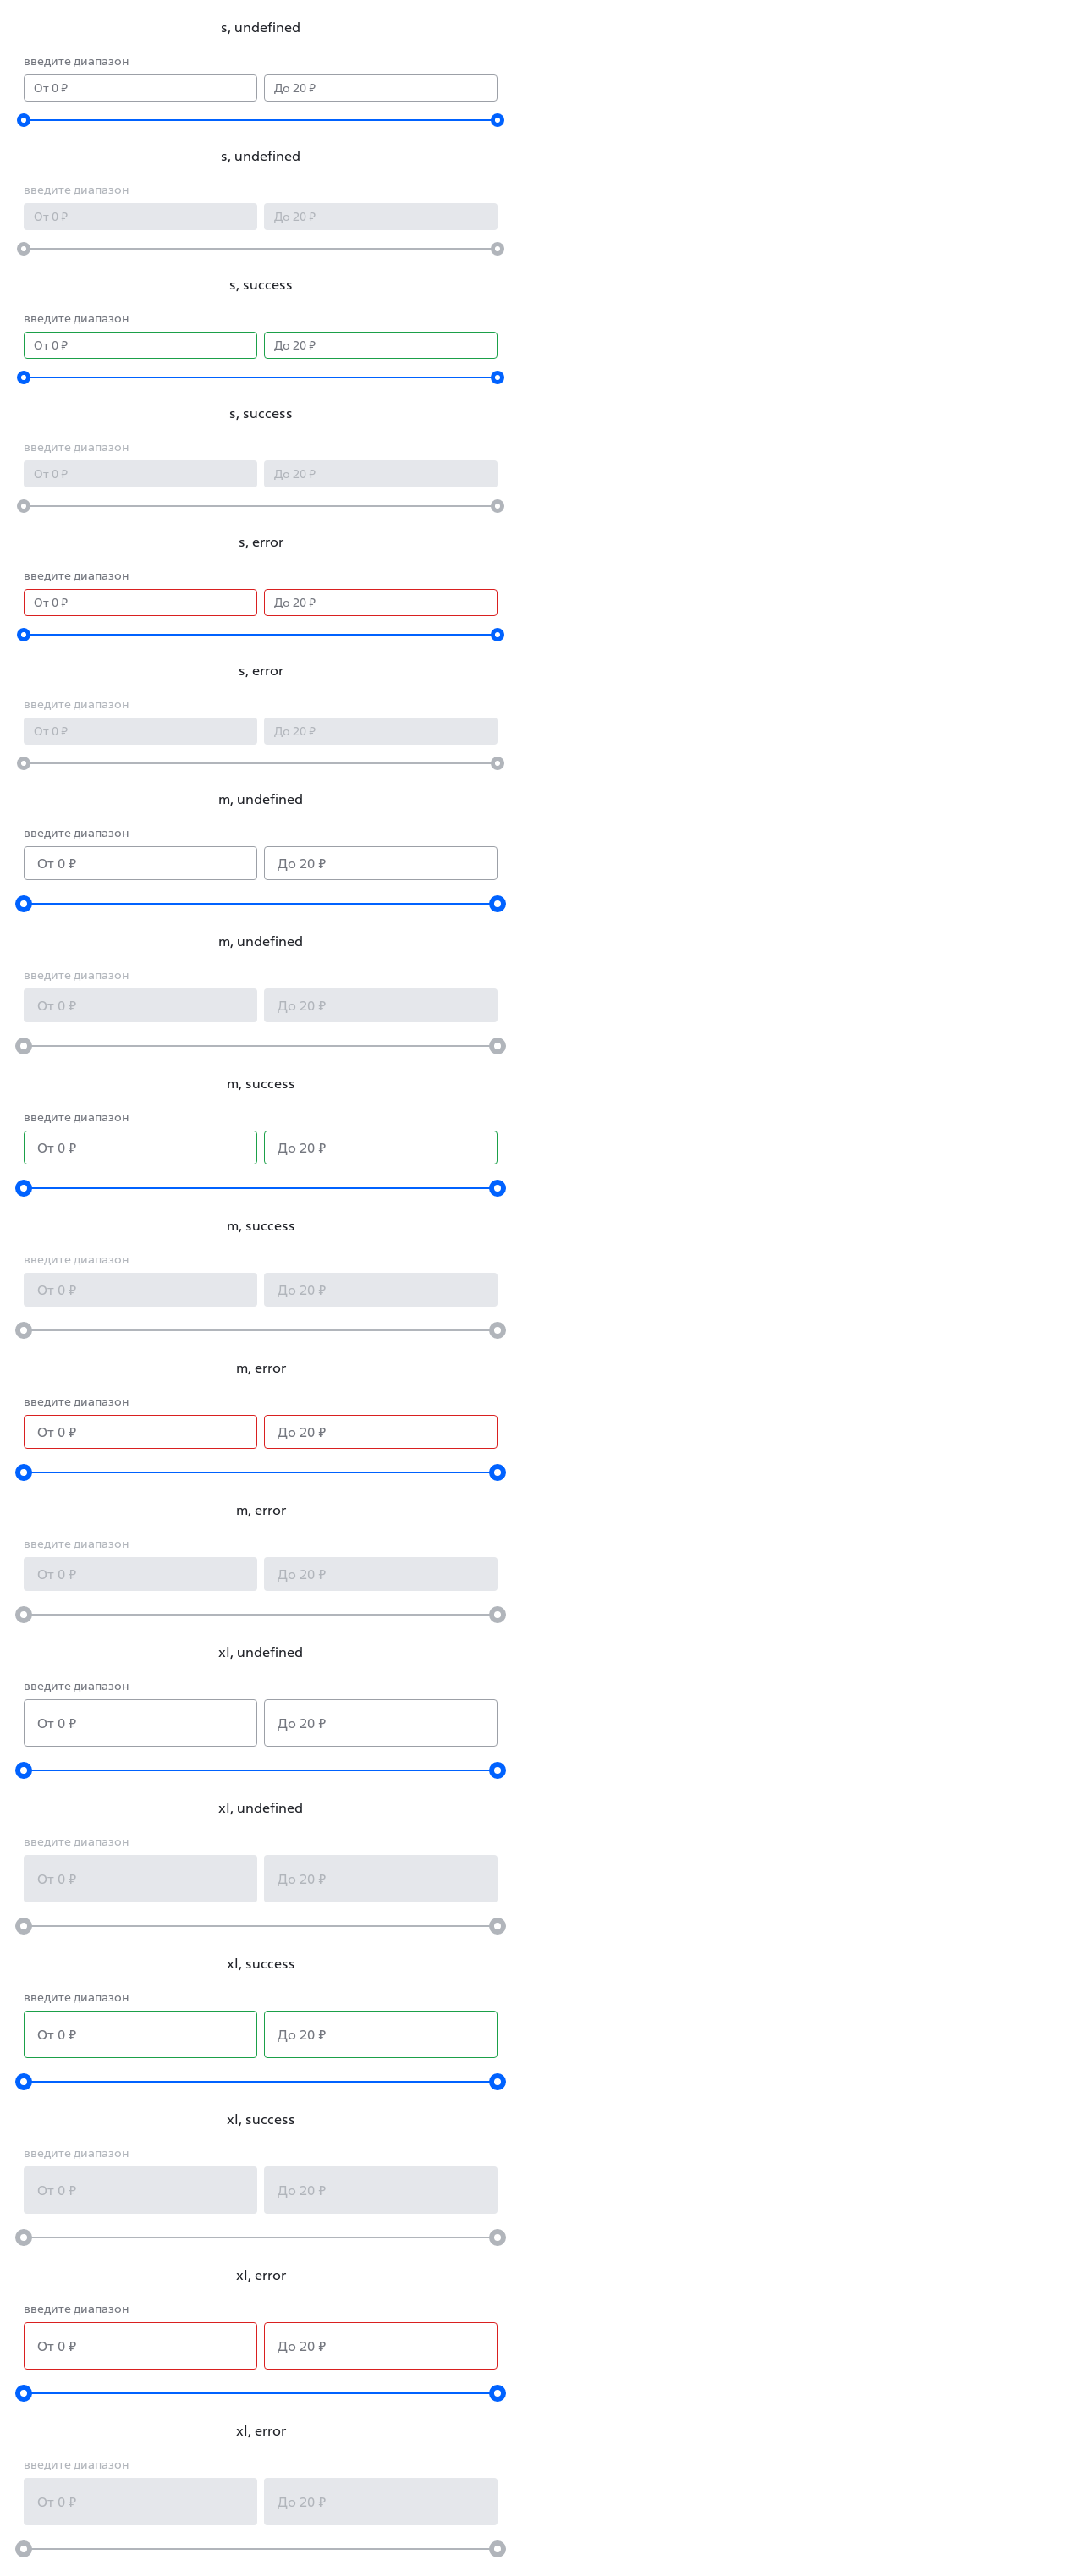 s, undefined
введите диапазон
От 0 ₽ До 20 ₽
s, undefined
введите диапазон
От 0 ₽ До 20 ₽
s, success
введите диапазон
От 0 ₽ До 20 ₽
s, success
введите диапазон
От 0 ₽ До 20 ₽
s, error
введите диапазон
От 0 ₽ До 20 ₽
s, error
введите диапазон
От 0 ₽ До 20 ₽
m, undefined
введите диапазон
От 0 ₽ До 20 ₽
m, undefined
введите диапазон
От 0 ₽ До 20 ₽
m, success
введите диапазон
От 0 ₽ До 20 ₽
m, success
введите диапазон
От 0 ₽ До 20 ₽
m, error
введите диапазон
От 0 ₽ До 20 ₽
m, error
введите диапазон
От 0 ₽ До 20 ₽
xl, undefined
введите диапазон
От 0 ₽ До 20 ₽
xl, undefined
введите диапазон
От 0 ₽ До 20 ₽
xl, success
введите диапазон
От 0 ₽ До 20 ₽
xl, success
введите диапазон
От 0 ₽ До 20 ₽
xl, error
введите диапазон
От 0 ₽ До 20 ₽
xl, error
введите диапазон
От 0 ₽ До 20 ₽